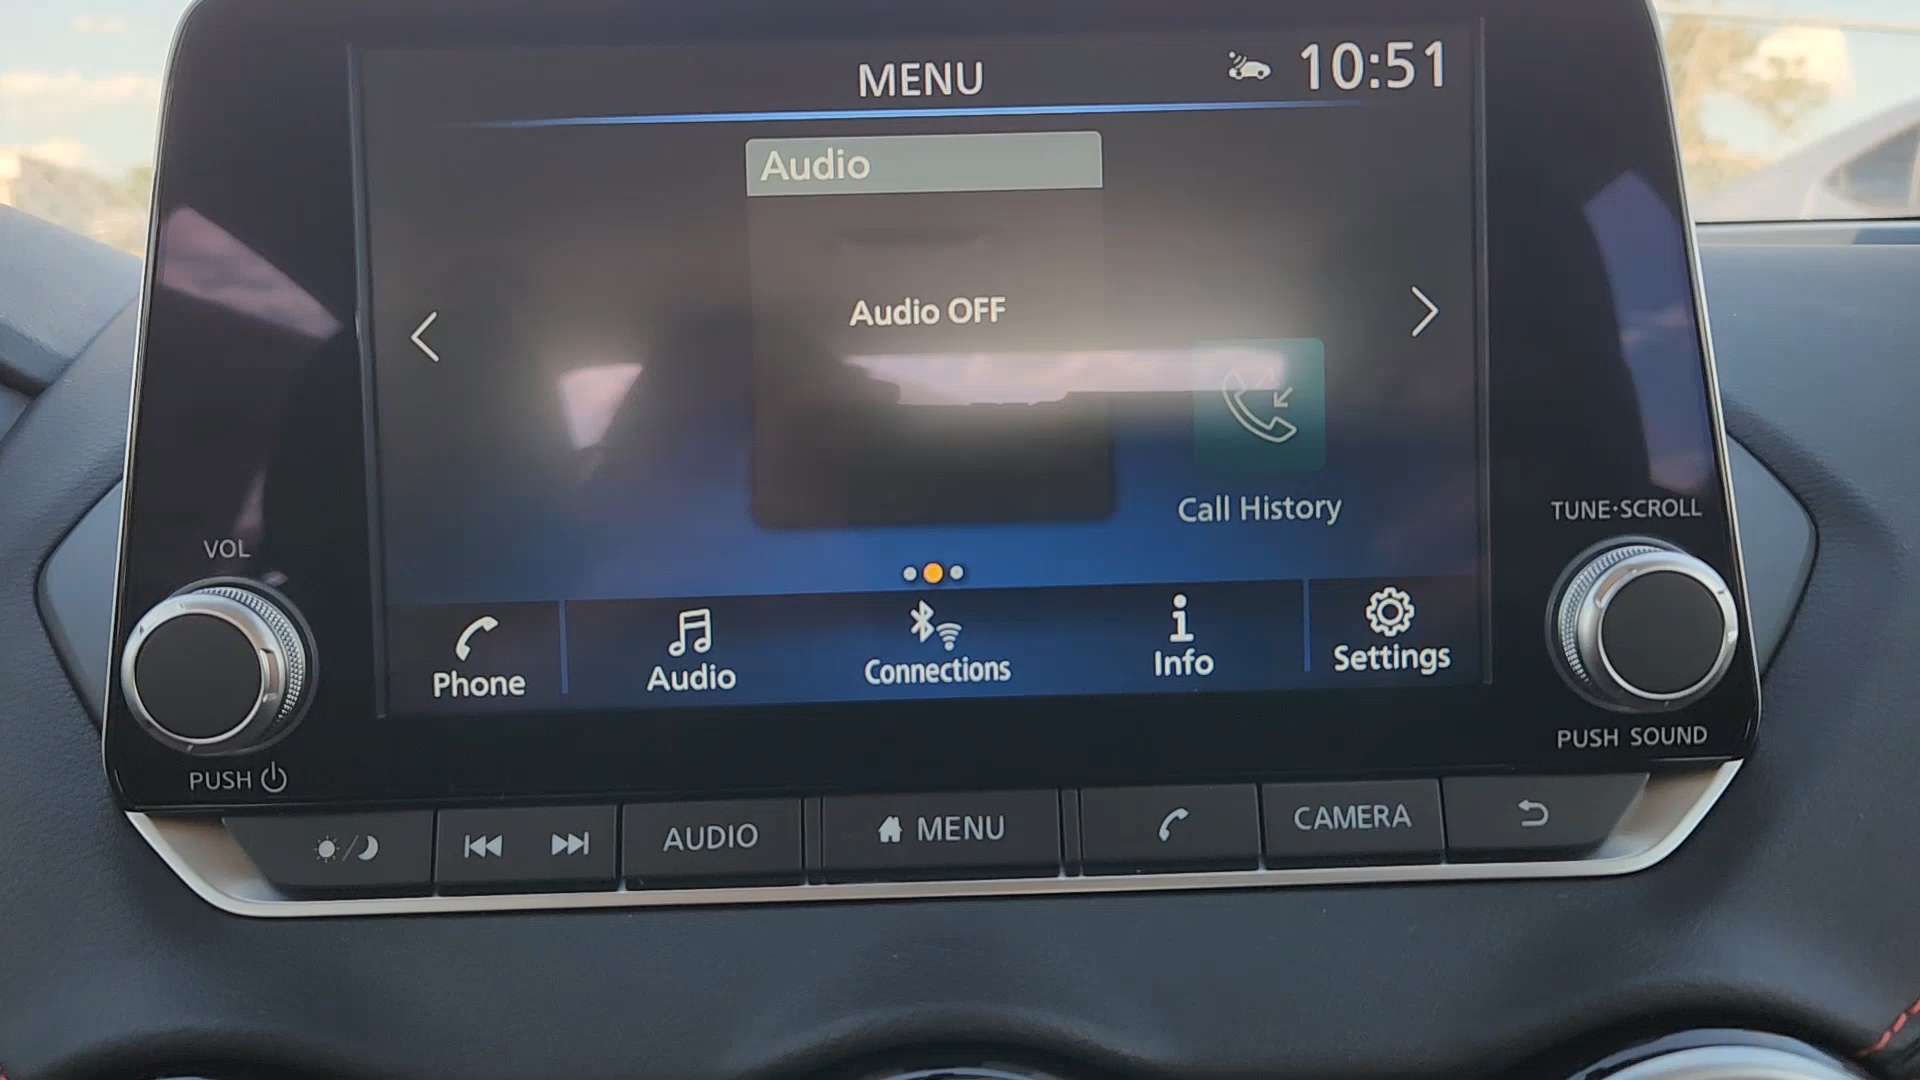 MENU
10:51
Audio
Audio OFF
Call History
Phone
Audio
Connections
Info
Settings
VOL
PUSH
TUNE·SCROLL
PUSH SOUND
AUDIO
MENU
CAMERA